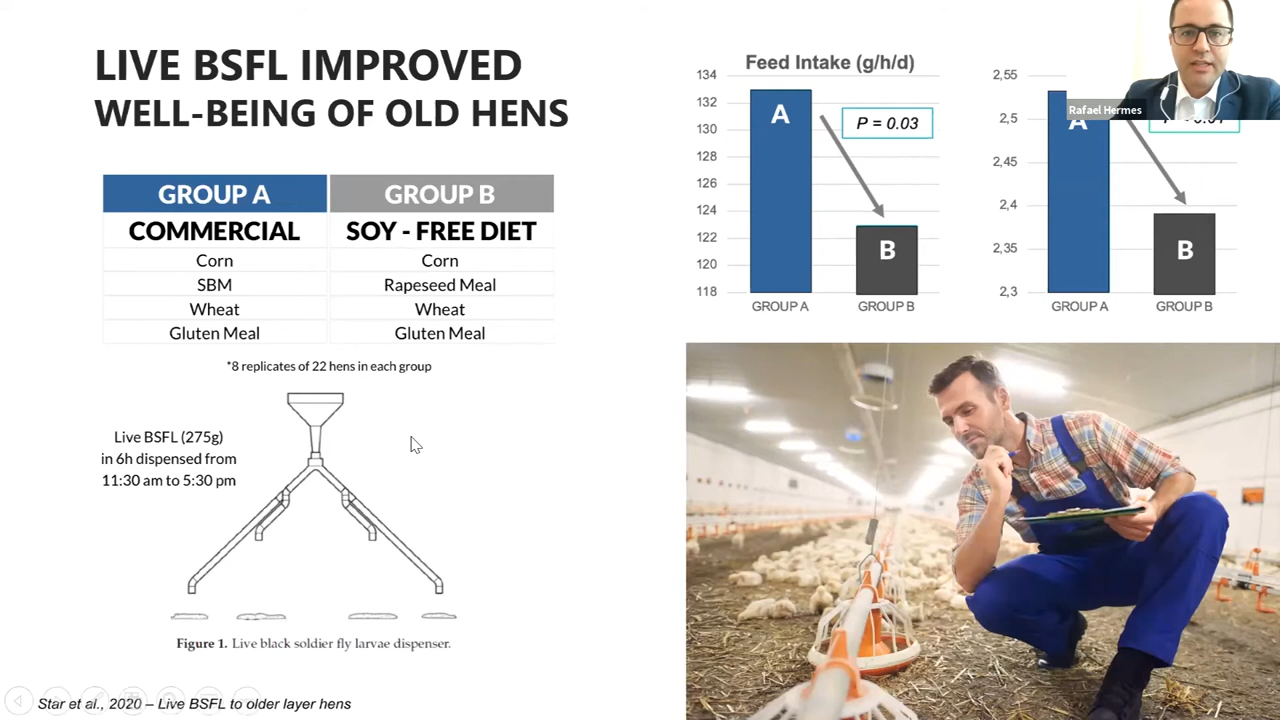 LIVE BSFL IMPROVED
WELL-BEING OF OLD HENS
GROUP A GROUP B
COMMERCIAL SOY - FREE DIET
Corn Corn
SBM Rapeseed Meal
Wheat Wheat
Gluten Meal Gluten Meal
*8 replicates of 22 hens in each group
Live BSFL (275g)
in 6h dispensed from
11:30 am to 5:30 pm
Figure 1. Live black soldier fly larvae dispenser.
Star et al., 2020 – Live BSFL to older layer hens
Feed Intake (g/h/d)
134
132
130
128
126
124
122
120
118
A
P = 0.03
B
GROUP A GROUP B
2,55
2,5
2,45
2,4
2,35
2,3
A
B
GROUP A GROUP B
Rafael Hermes